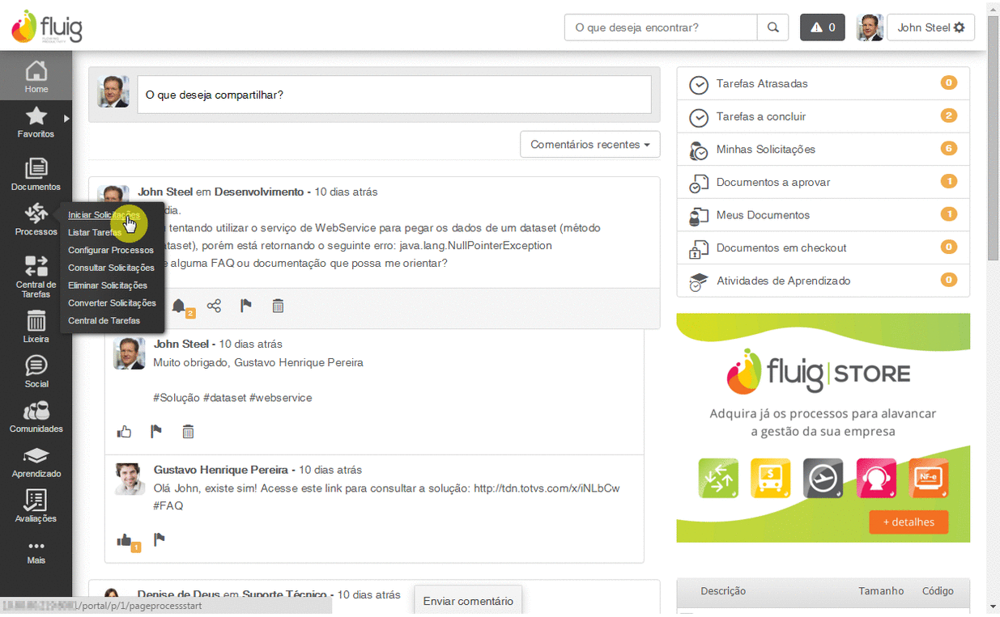 fluig
O que deseja encontrar?
0
John Steel
Home
Favoritos
Documentos
Processos
Central de
Tarefas
Lixeira
Social
Comunidades
Aprendizado
Avaliações
Mais
Iniciar Solicitações
Listar Tarefas
Configurar Processos
Consultar Solicitações
Eliminar Solicitações
Converter Solicitações
Central de Tarefas
O que deseja compartilhar?
Comentários recentes
John Steel em Desenvolvimento - 10 dias atrás
dia.
tentando utilizar o serviço de WebService para pegar os dados de um dataset (método
dataset), porém está retornando o seguinte erro: java.lang.NullPointerException
e alguma FAQ ou documentação que possa me orientar?
2
John Steel - 10 dias atrás
Muito obrigado, Gustavo Henrique Pereira
#Solução #dataset #webservice
Gustavo Henrique Pereira - 10 dias atrás
Olá John, existe sim! Acesse este link para consultar a solução: http://tdn.totvs.com/x/iNLbCw
#FAQ
1
Denise de Deus em Suporte Técnico - 10 dias atrás
Enviar comentário
/portal/p/1/pageprocessstart
Tarefas Atrasadas 0
Tarefas a concluir 2
Minhas Solicitações 6
Documentos a aprovar 1
Meus Documentos 1
Documentos em checkout 0
Atividades de Aprendizado 0
fluig|STORE
Adquira já os processos para alavancar
a gestão da sua empresa
$
NF-e
+ detalhes
Descrição Tamanho Código